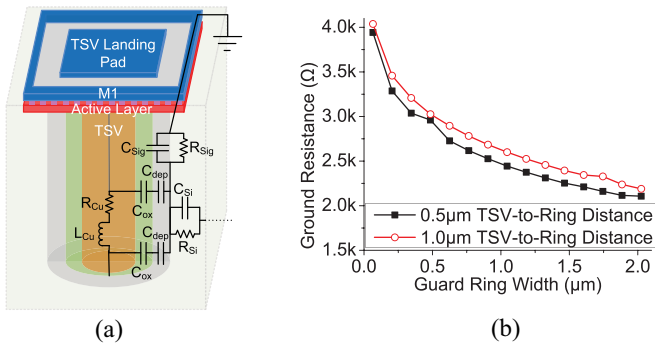 TSV Landing
Pad
M1
Active Layer
TSV
C_Sig
R_Sig
C_dep
C_Si
R_Cu
C_ox
L_Cu
C_dep
R_Si
C_ox
(a)
4.0k
3.5k
3.0k
2.5k
2.0k
1.5k
Ground Resistance (Ω)
0.5μm TSV-to-Ring Distance
1.0μm TSV-to-Ring Distance
0.0 0.5 1.0 1.5 2.0
Guard Ring Width (μm)
(b)